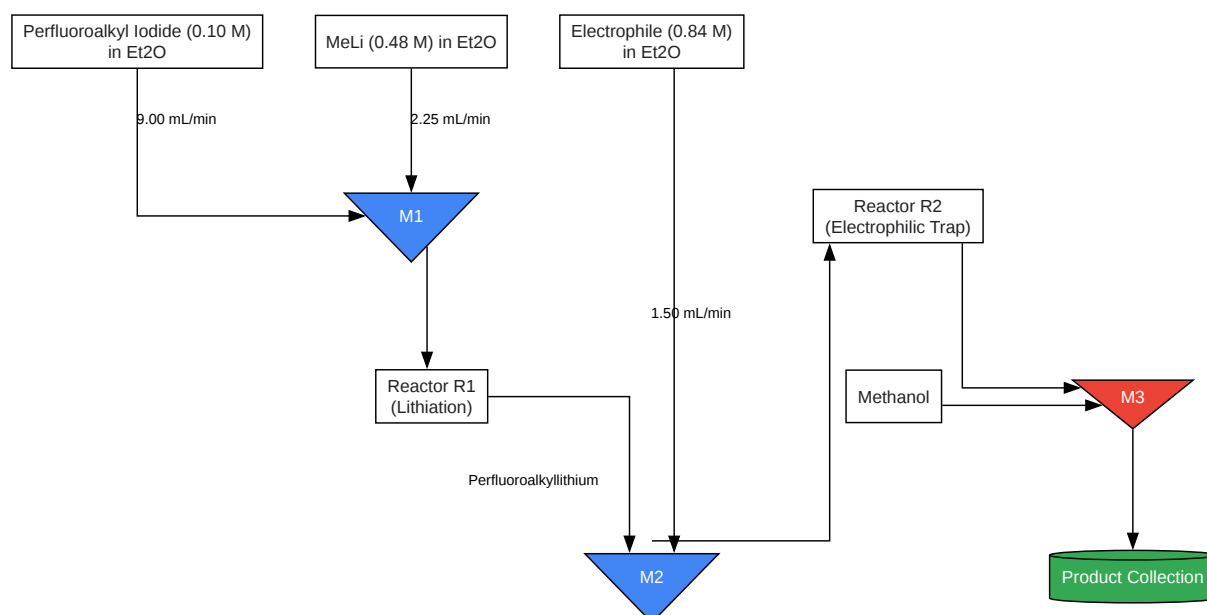 Perfluoroalkyl Iodide (0.10 M)
in Et2O
MeLi (0.48 M) in Et2O
Electrophile (0.84 M)
in Et2O
9.00 mL/min
2.25 mL/min
M1
Reactor R2
(Electrophilic Trap)
1.50 mL/min
Reactor R1
(Lithiation)
Methanol
M3
Perfluoroalkyllithium
M2
Product Collection